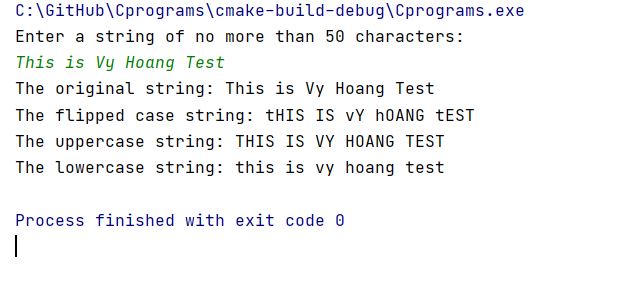 C:\GitHub\Cprograms\cmake-build-debug\Cprograms.exe
Enter a string of no more than 50 characters:
This is Vy Hoang Test
The original string: This is Vy Hoang Test
The flipped case string: tHIS IS vY hOANG tEST
The uppercase string: THIS IS VY HOANG TEST
The lowercase string: this is vy hoang test
Process finished with exit code 0